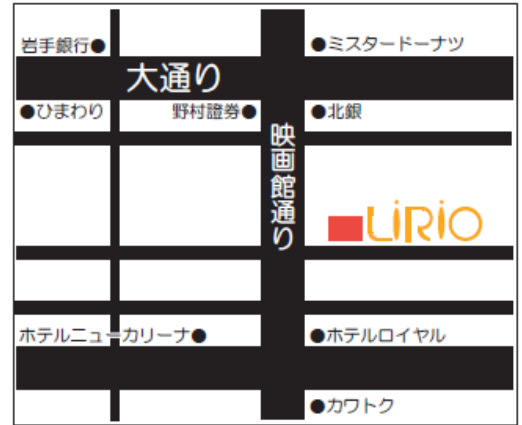 岩手銀行●
●ミスタードーナツ
大通り
●ひまわり
野村證券●
●北銀
映画館通り
LiRiO
ホテルニューカリーナ●
●ホテルロイヤル
●カワトク